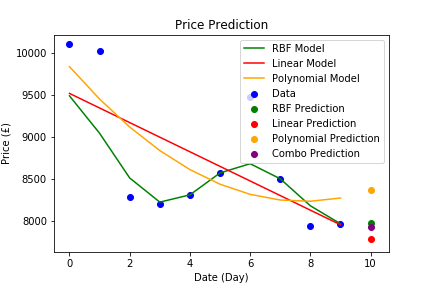 Price Prediction
Price (£)
10000
9500
9000
8500
8000
RBF Model
Linear Model
Polynomial Model
Data
RBF Prediction
Linear Prediction
Polynomial Prediction
Combo Prediction
0 2 4 6 8 10
Date (Day)